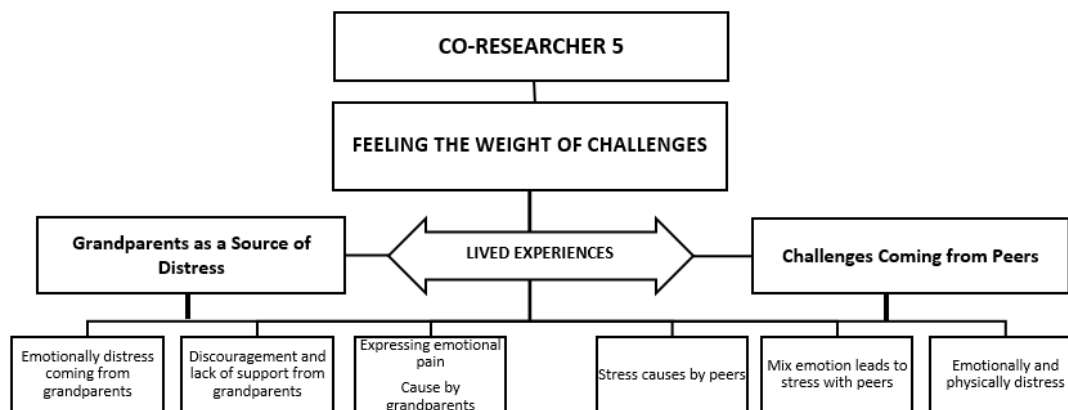 CO-RESEARCHER 5
FEELING THE WEIGHT OF CHALLENGES
Grandparents as a Source of
Distress
LIVED EXPERIENCES
Challenges Coming from Peers
Emotionally distress
coming from
grandparents
Discouragement and
lack of support from
grandparents
Expressing emotional
pain
Cause by
grandparents
Stress causes by peers
Mix emotion leads to
stress with peers
Emotionally and
physically distress